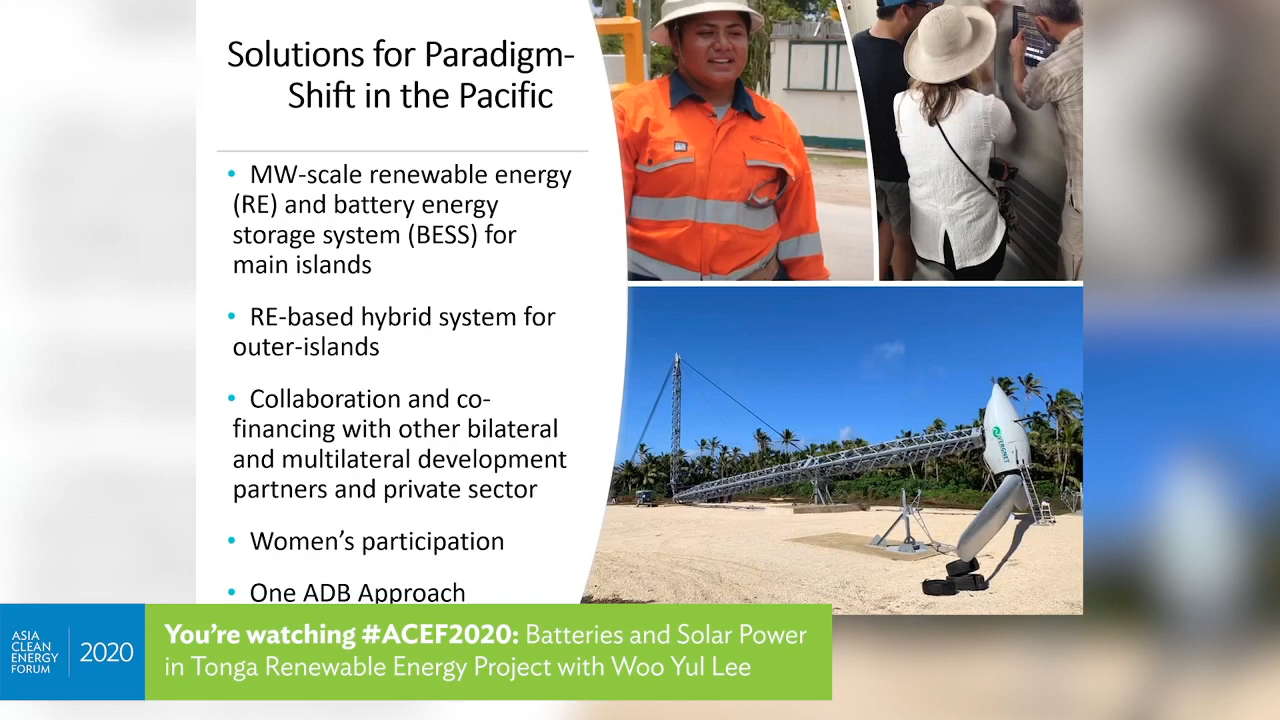 Solutions for Paradigm-
Shift in the Pacific
• MW-scale renewable energy
(RE) and battery energy
storage system (BESS) for
main islands
• RE-based hybrid system for
outer-islands
• Collaboration and co-
financing with other bilateral
and multilateral development
partners and private sector
• Women’s participation
• One ADB Approach
VERGNET
ASIA
CLEAN
ENERGY
FORUM
2020
You’re watching #ACEF2020: Batteries and Solar Power
in Tonga Renewable Energy Project with Woo Yul Lee